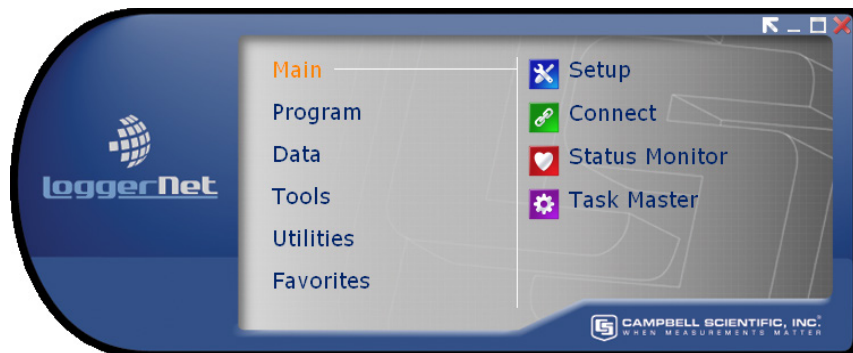 LoggerNet
Main
Program
Data
Tools
Utilities
Favorites
Setup
Connect
Status Monitor
Task Master
CAMPBELL SCIENTIFIC, INC.®
WHEN MEASUREMENTS MATTER